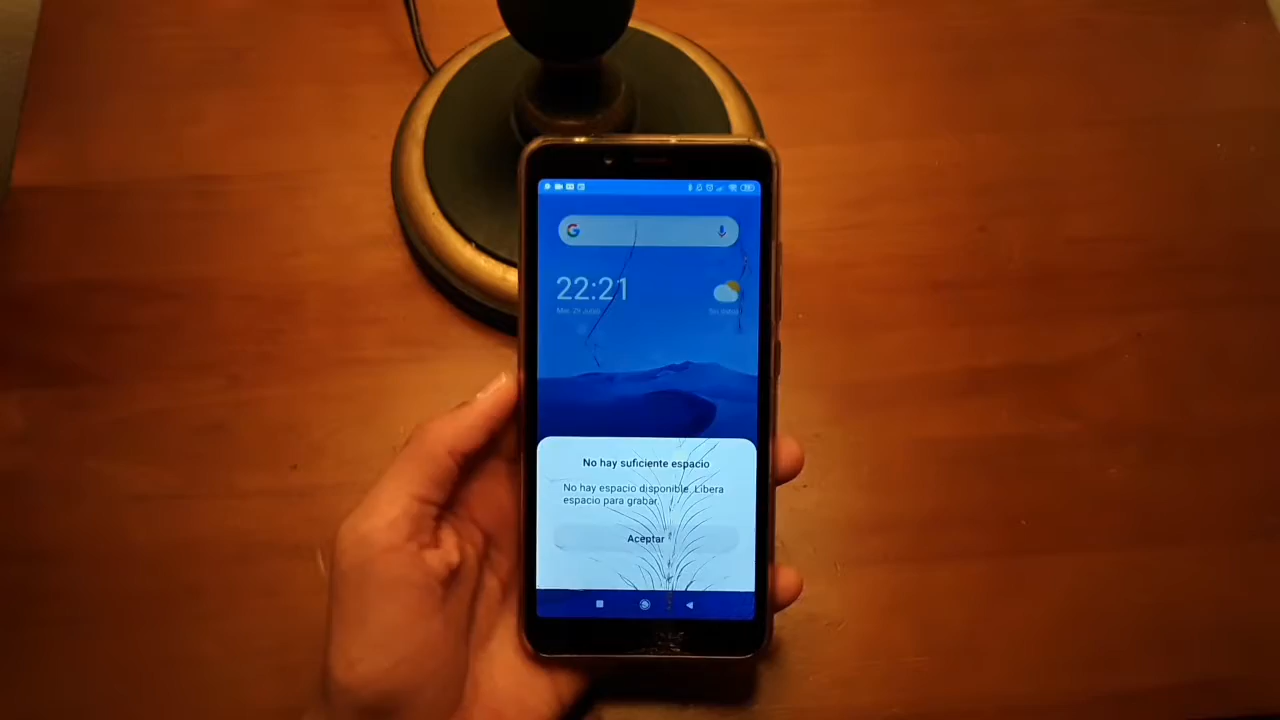 22:21
No hay suficiente espacio
No hay espacio disponible. Libera
espacio para grabar.
Aceptar